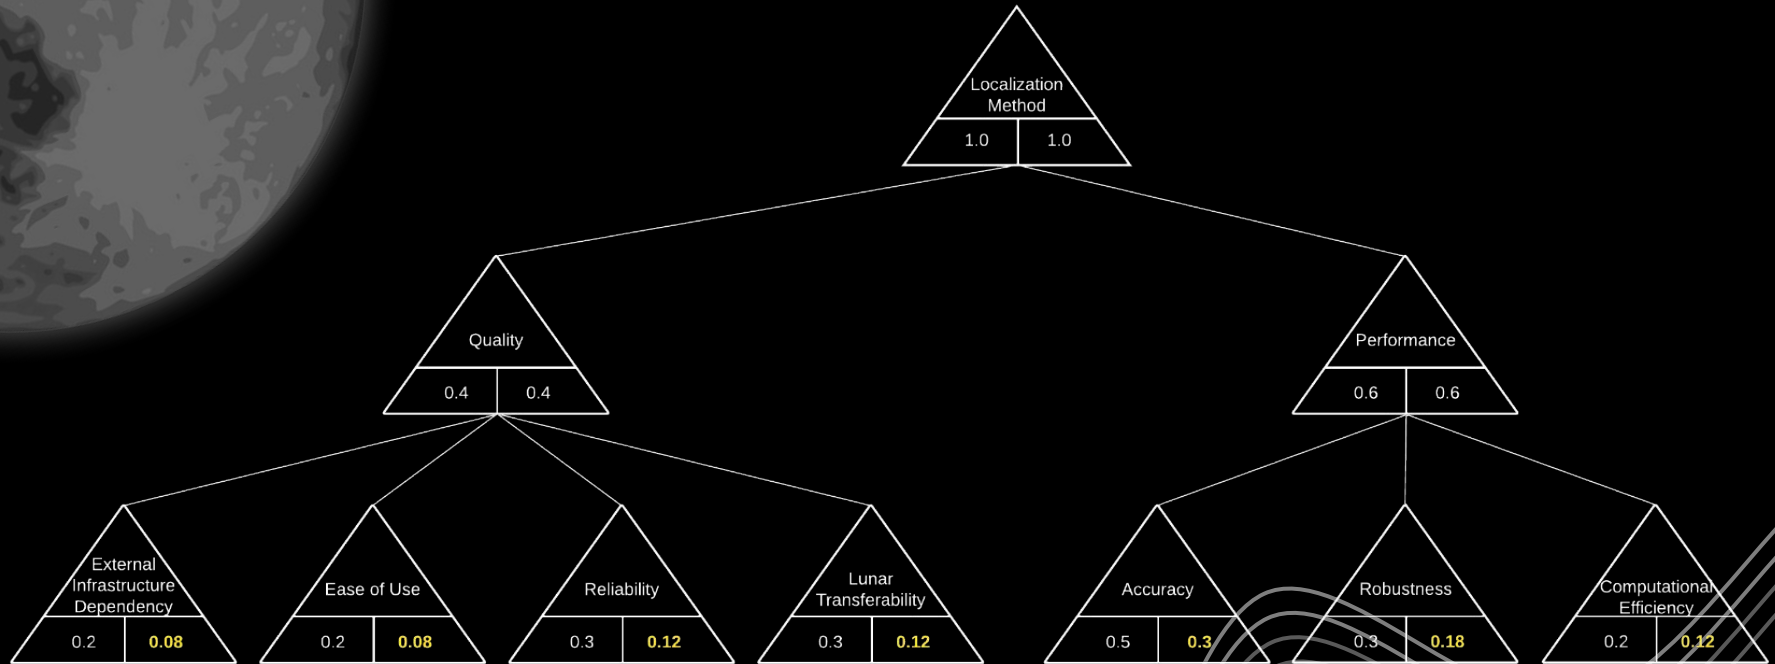 Localization
Method
1.0 1.0
Quality
0.4 0.4
Performance
0.6 0.6
External
Infrastructure
Dependency
0.2 0.08
Ease of Use
0.2 0.08
Reliability
0.3 0.12
Lunar
Transferability
0.3 0.12
Accuracy
0.5 0.3
Robustness
0.3 0.18
Computational
Efficiency
0.2 0.12